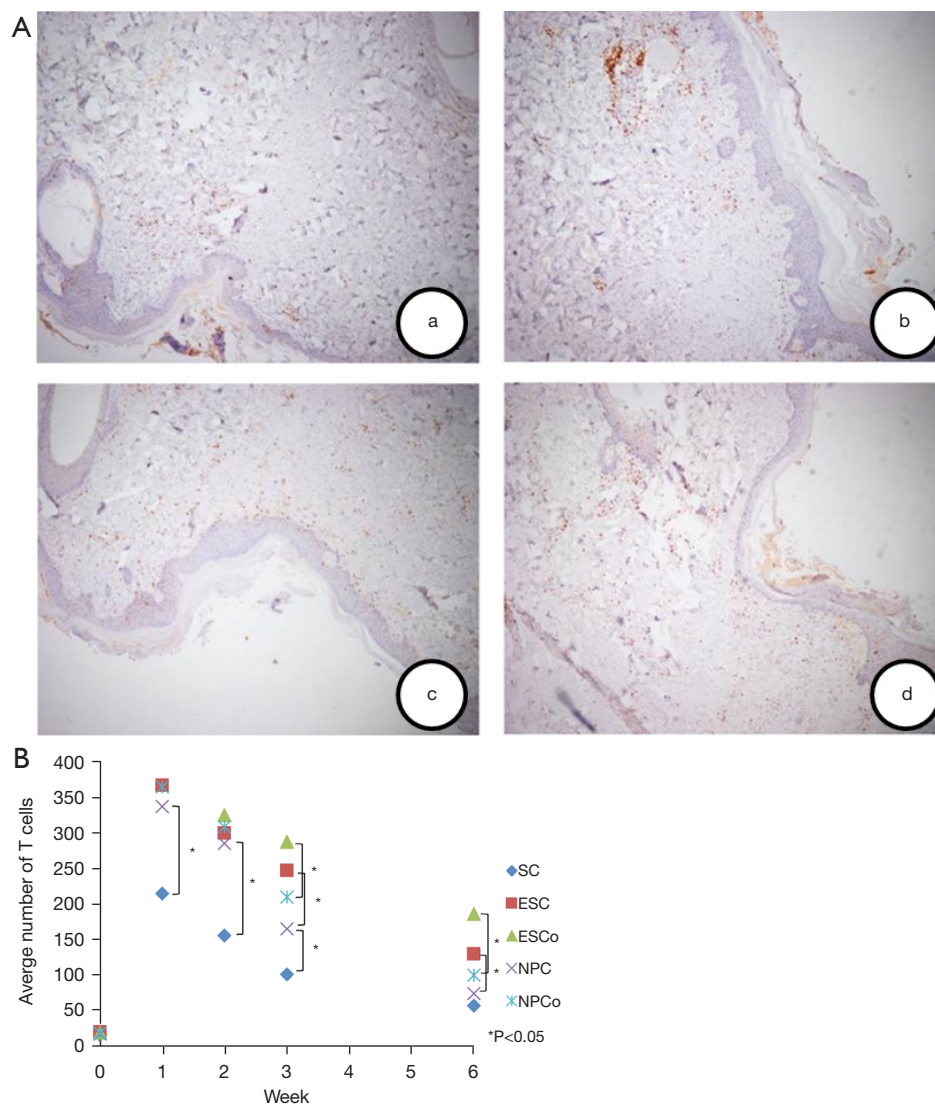 A
a
b
c
d
B
Averge number of T cells
400
350
300
250
200
150
100
50
0
0 1 2 3 4 5 6
Week
* * * * * * *
SC
ESC
ESCo
NPC
NPCo
*P<0.05